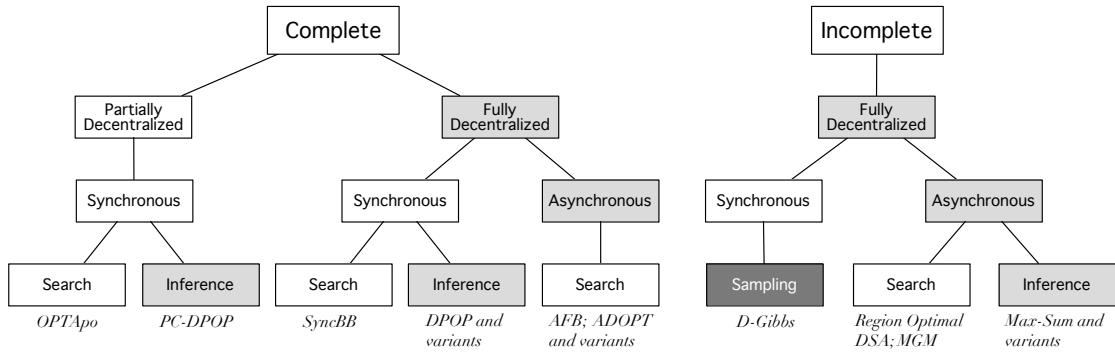 Complete
Incomplete
Partially
Decentralized
Fully
Decentralized
Fully
Decentralized
Synchronous
Synchronous
Asynchronous
Synchronous
Asynchronous
Search
Inference
Search
Inference
Search
Sampling
Search
Inference
OPTApo
PC-DPOP
SyncBB
DPOP and
variants
AFB; ADOPT
and variants
D-Gibbs
Region Optimal
DSA; MGM
Max-Sum and
variants